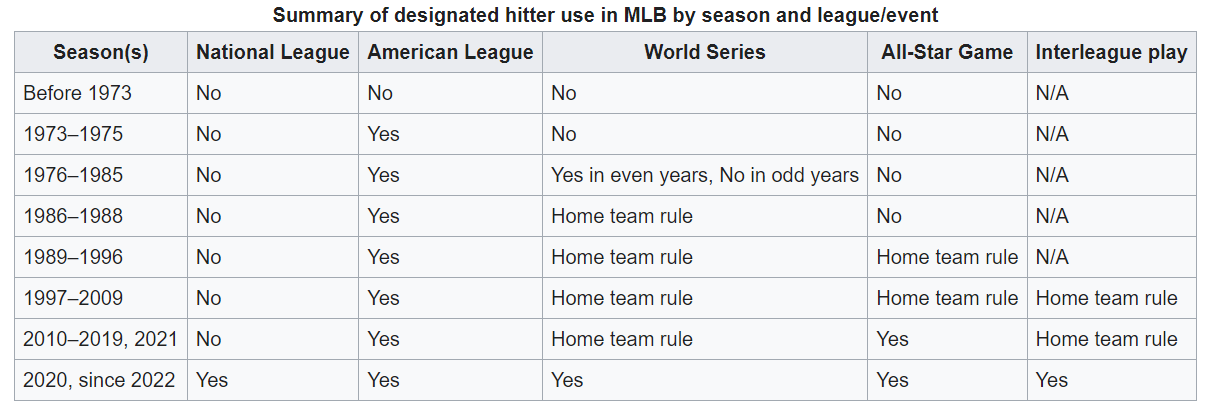 Summary of designated hitter use in MLB by season and league/event
Season(s) National League American League World Series All-Star Game Interleague play
Before 1973 No No No No N/A
1973–1975 No Yes No No N/A
1976–1985 No Yes Yes in even years, No in odd years No N/A
1986–1988 No Yes Home team rule No N/A
1989–1996 No Yes Home team rule Home team rule N/A
1997–2009 No Yes Home team rule Home team rule Home team rule
2010–2019, 2021 No Yes Home team rule Yes Home team rule
2020, since 2022 Yes Yes Yes Yes Yes